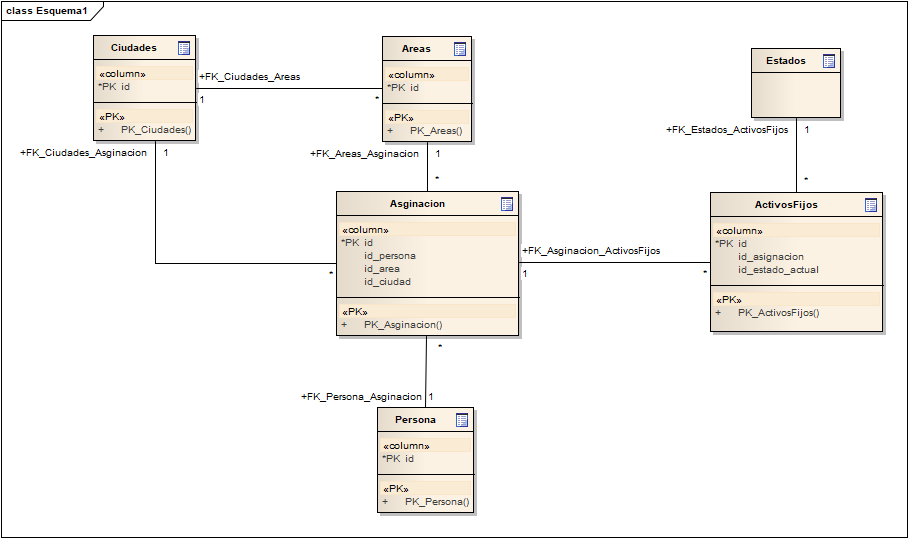 class Esquema1
Ciudades
«column»
*PK id
«PK»
+ PK_Ciudades()
+FK_Ciudades_Areas
1
*
Areas
«column»
*PK id
«PK»
+ PK_Areas()
Estados
+FK_Estados_ActivosFijos
1
*
+FK_Ciudades_Asginacion
1
*
+FK_Areas_Asginacion
1
*
Asginacion
«column»
*PK id
id_persona
id_area
id_ciudad
«PK»
+ PK_Asginacion()
+FK_Asginacion_ActivosFijos
1
*
ActivosFijos
«column»
*PK id
id_asignacion
id_estado_actual
«PK»
+ PK_ActivosFijos()
*
+FK_Persona_Asginacion
1
Persona
«column»
*PK id
«PK»
+ PK_Persona()